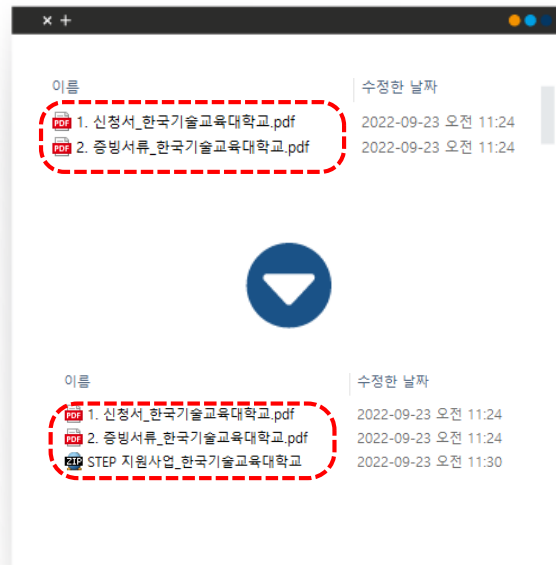 이름 수정한 날짜
PDF 1. 신청서_한국기술교육대학교.pdf 2022-09-23 오전 11:24
PDF 2. 증빙서류_한국기술교육대학교.pdf 2022-09-23 오전 11:24
이름 수정한 날짜
PDF 1. 신청서_한국기술교육대학교.pdf 2022-09-23 오전 11:24
PDF 2. 증빙서류_한국기술교육대학교.pdf 2022-09-23 오전 11:24
ZIP STEP 지원사업_한국기술교육대학교 2022-09-23 오전 11:30